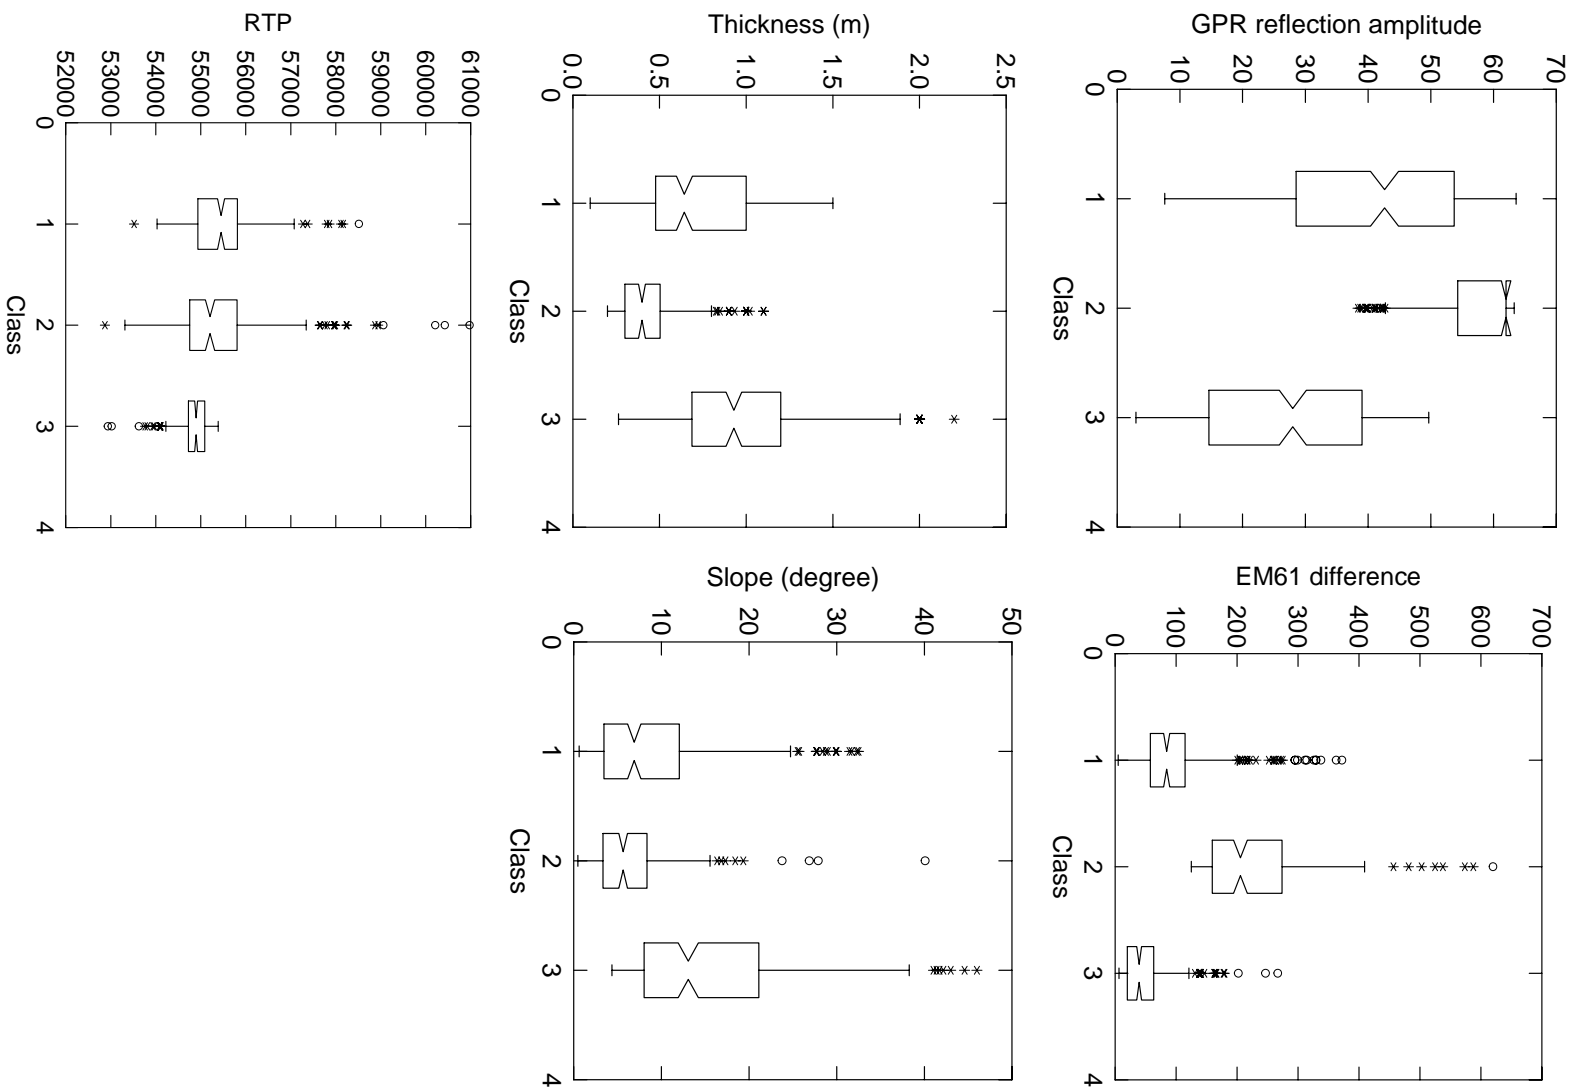 GPR reflection amplitude
70
60
50
40
30
20
10
0
0 1 2 3 4
Class
EM61 difference
700
600
500
400
300
200
100
0
0 1 2 3 4
Class
Thickness (m)
2.5
2.0
1.5
1.0
0.5
0.0
0 1 2 3 4
Class
Slope (degree)
50
40
30
20
10
0
0 1 2 3 4
Class
RTP
61000
60000
59000
58000
57000
56000
55000
54000
53000
52000
0 1 2 3 4
Class